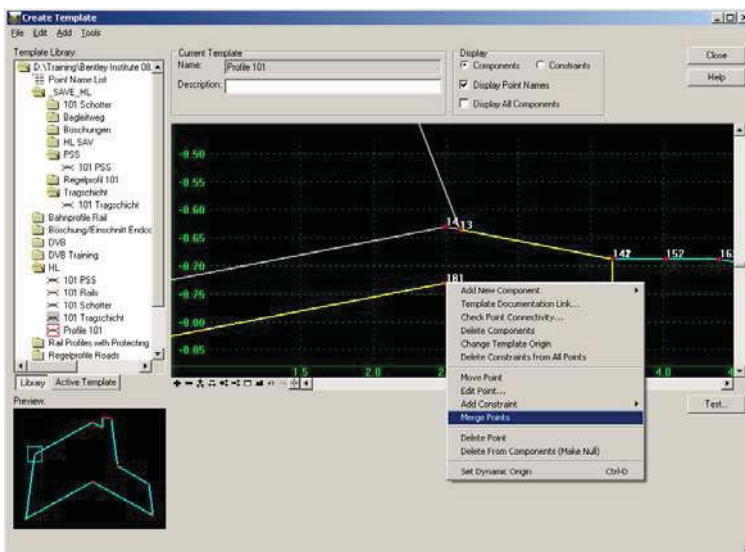 Create Template
File Edit Add Tools
Template Library:
D:\Training\Bentley Institute 08.
Point Name List
_SAVE_HL
101 Schotter
Begleitweg
Böschungen
HL SAV
PSS
101 PSS
Regelprofil 101
Tragschicht
101 Tragschicht
Bahnprofile Rail
Böschung/Einschnitt Endoc
DVB
DVB Training
HL
101 PSS
101 Rails
101 Schotter
101 Tragschicht
Profile 101
Rail Profiles with Protecting
Regelprofile Roads
Library Active Template
Preview:
Current Template
Name: Profile 101
Description:
Display
Components Constraints
Display Point Names
Display All Components
Close
Help
-0.50
-0.55
-0.60
-0.65
-0.70
-0.75
-0.80
-0.85
14 13
142 152
181
1.5 2.0 4.0
Add New Component
Template Documentation Link...
Check Point Connectivity...
Delete Components
Change Template Origin
Delete Constraints from All Points
Move Point
Edit Point...
Add Constraint
Merge Points
Delete Point
Delete From Components (Make Null)
Set Dynamic Origin Ctrl-D
Test...